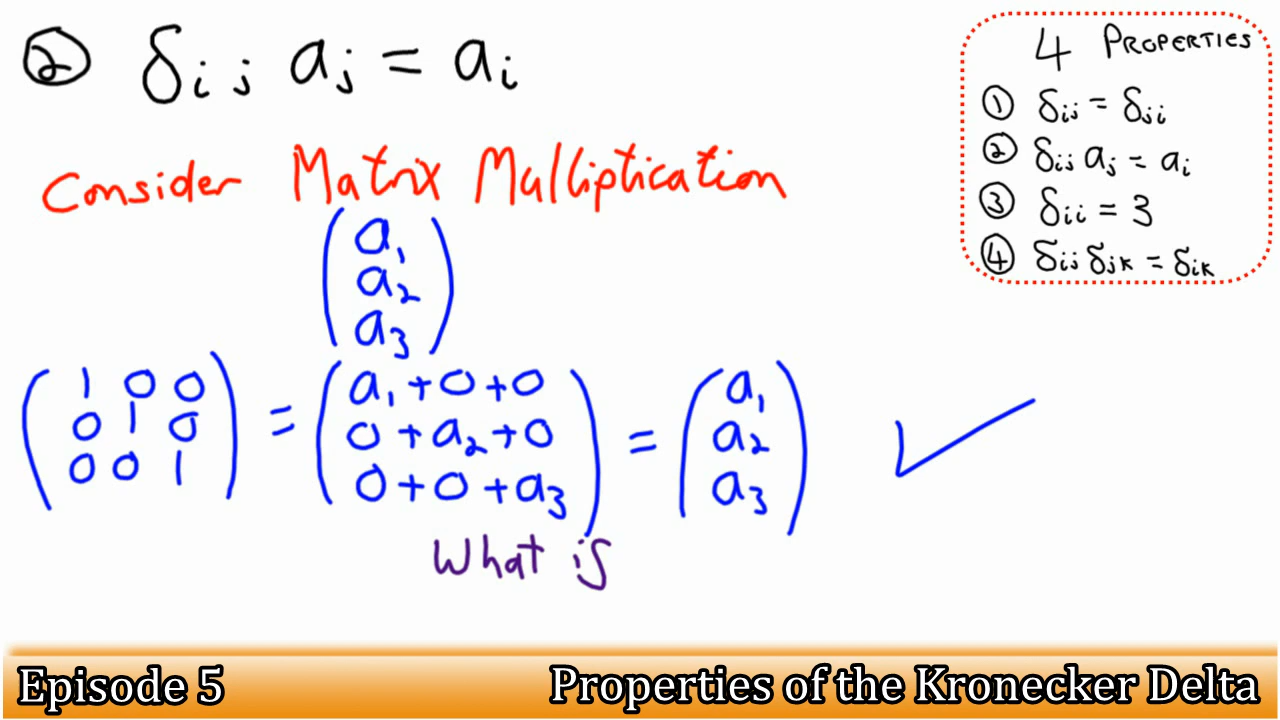 ② δij aj = ai
Consider Matrix Mulliptication
(a1
a2
a3)
(1 0 0
0 1 0
0 0 1) = (a1+0+0
0+a2+0
0+0+a3) = (a1
a2
a3) ✓
What is
4 PROPERTIES
① δij = δji
② δij aj = ai
③ δii = 3
④ δij δjk = δik
Episode 5
Properties of the Kronecker Delta